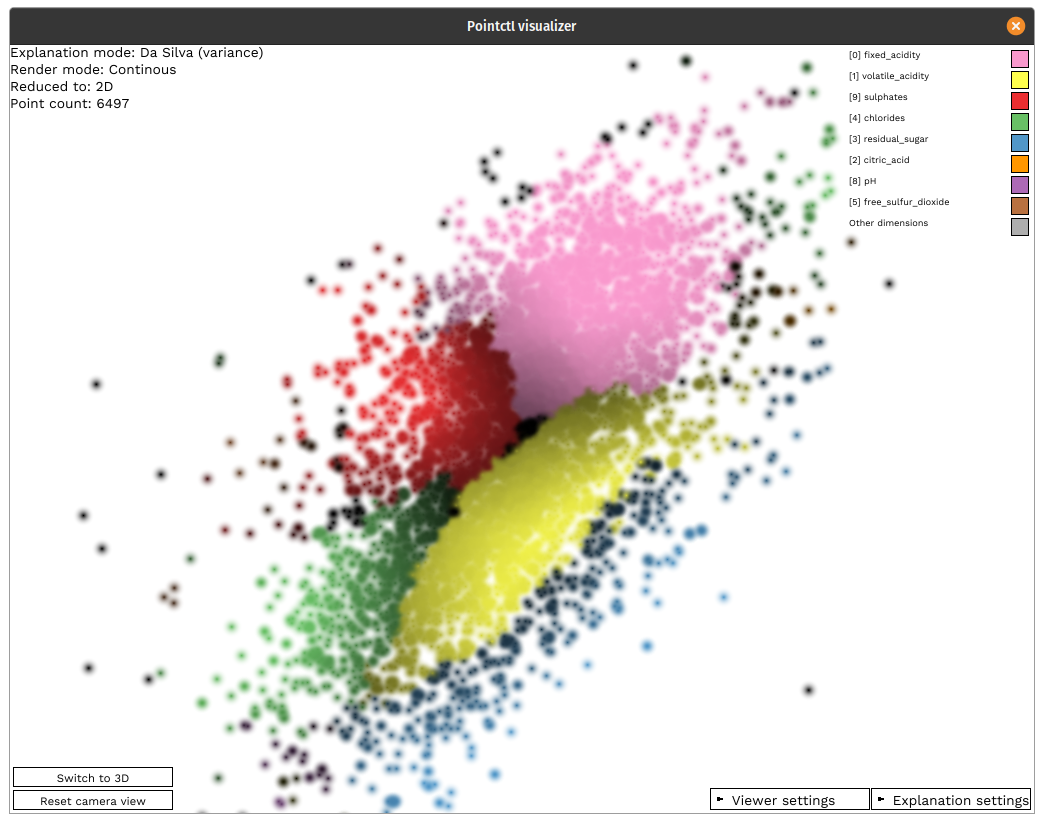 Pointctl visualizer
Explanation mode: Da Silva (variance)
Render mode: Continous
Reduced to: 2D
Point count: 6497
[0] fixed_acidity
[1] volatile_acidity
[9] sulphates
[4] chlorides
[3] residual_sugar
[2] citric_acid
[8] pH
[5] free_sulfur_dioxide
Other dimensions
Switch to 3D
Reset camera view
Viewer settings
Explanation settings